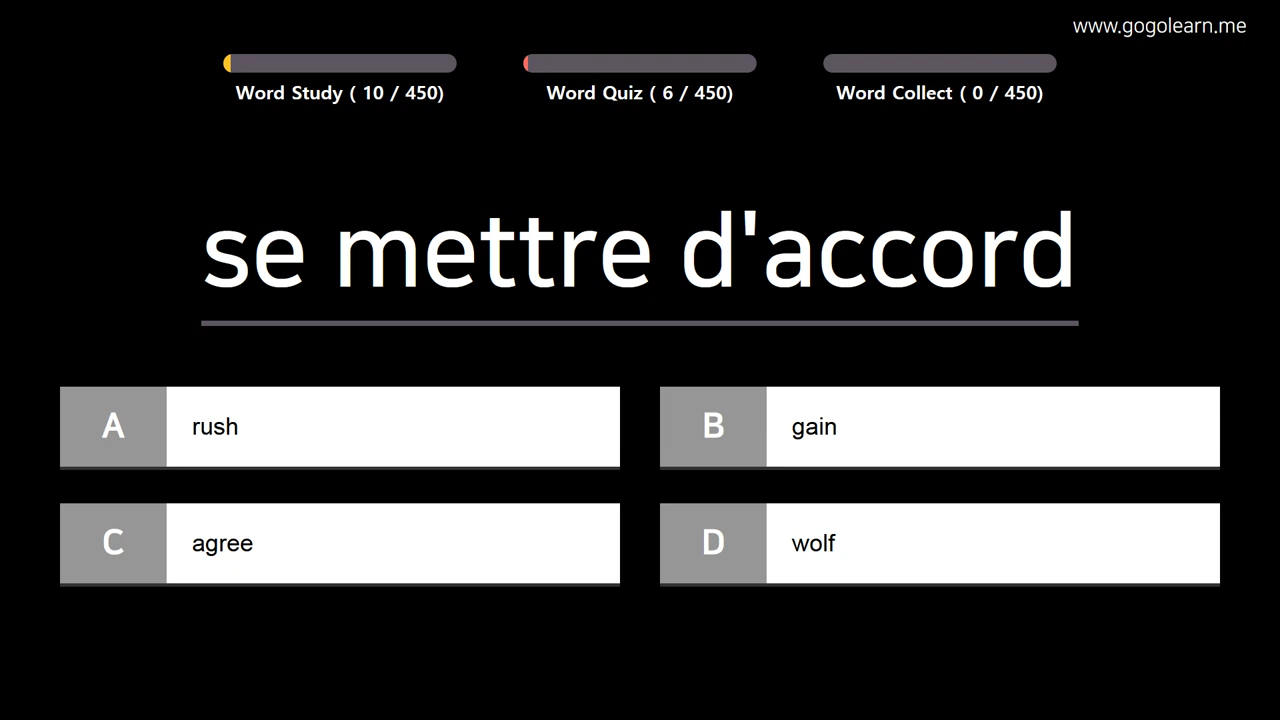 www.gogolearn.me
Word Study ( 10 / 450)
Word Quiz ( 6 / 450)
Word Collect ( 0 / 450)
se mettre d'accord
A rush
B gain
C agree
D wolf